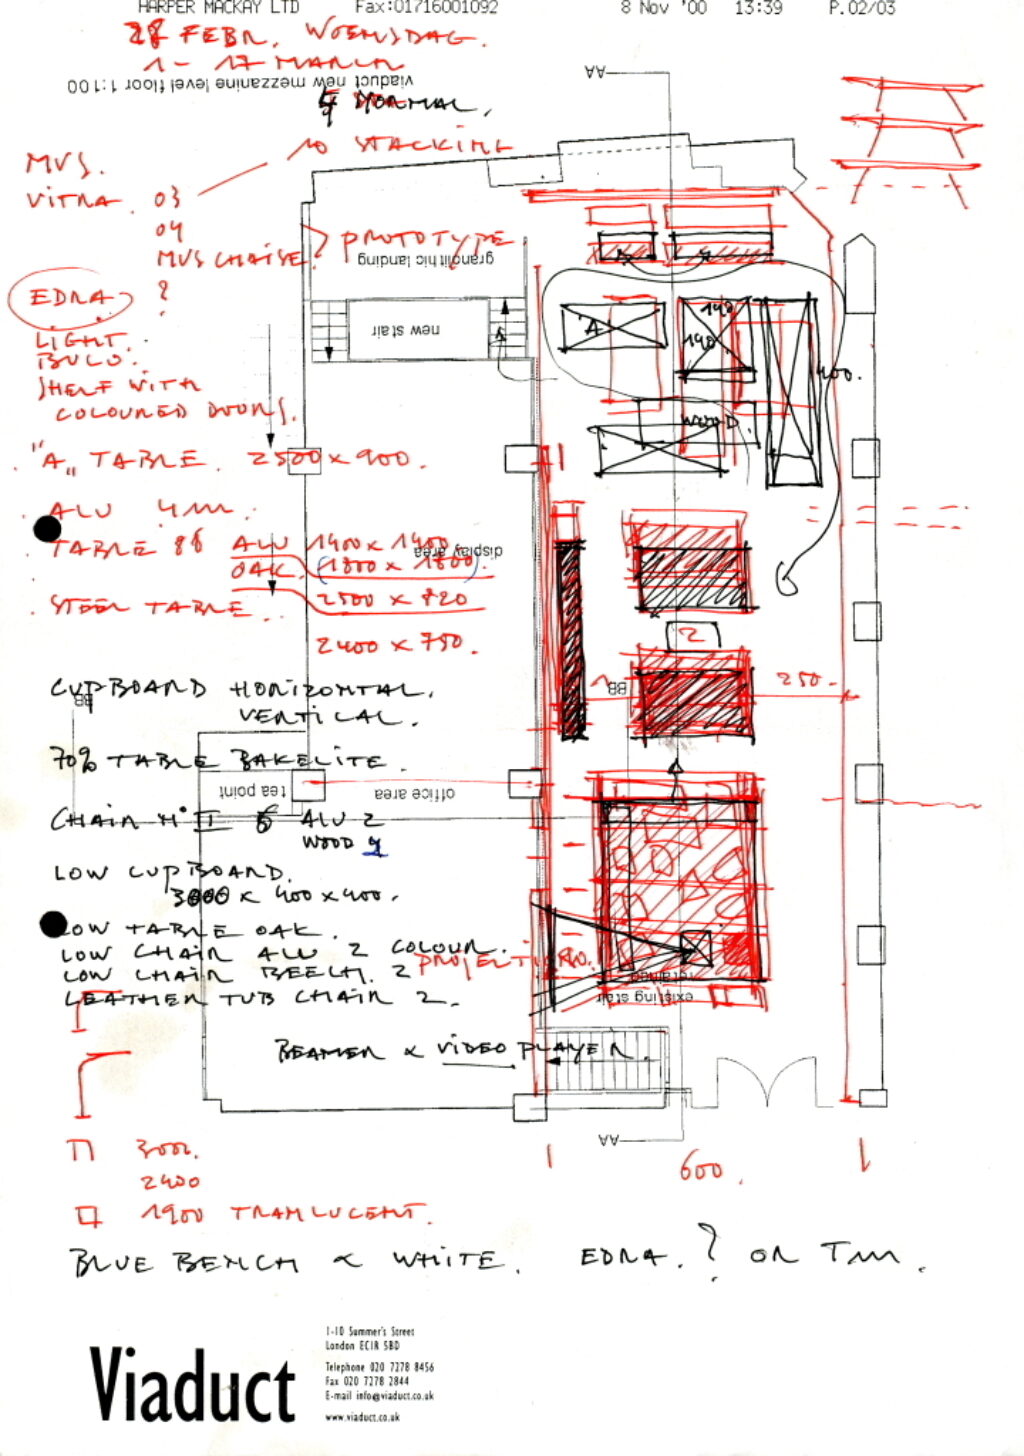 HARPER MACKAY LTD Fax:01716001092 8 Nov '00 13:39 P.02/03
28 FEBR. WOENSDAG.
1 - 17 MARCH
viaduct new mezzanine level floor 1:100
NORMAL.
AA
10 STACKING
MVS.
VITRA. 03
04
MVS CHAISE? PROTOTYPE
granolithic landing
EDRA ?
LIGHT.
BULO.
SHELF WITH
COLOURED DOORS.
new stair
"A"
140
140
400.
WOOD
"A" TABLE. 2500 x 900.
ALU 4 m.
TABLE 88 ALU 1400 x 1400
display area
OAK (1800 x 1800)
STEEL TABLE 2500 x 820
2400 x 750.
2
250.
BB
BB
CUPBOARD HORIZONTAL.
VERTICAL.
70% TABLE BAKELITE.
tea point
office area
CHAIR M II 6 ALU 2
WOOD 4
LOW CUPBOARD.
3000 x 400 x 400.
LOW TABLE OAK.
LOW CHAIR ALU 2 COLOUR.
LOW CHAIR BEECH. 2
PROJECTION.
LEATHER TUB CHAIR 2.
existing stair
retained
BEAMER & VIDEO PLAYER.
AA
600.
3000.
2400
1900 TRANSLUCENT.
BLUE BENCH & WHITE. EDRA. ? OR TM.
Viaduct
1-10 Summer's Street
London EC1R 5BD
Telephone 020 7278 8456
Fax 020 7278 2844
E-mail info@viaduct.co.uk
www.viaduct.co.uk